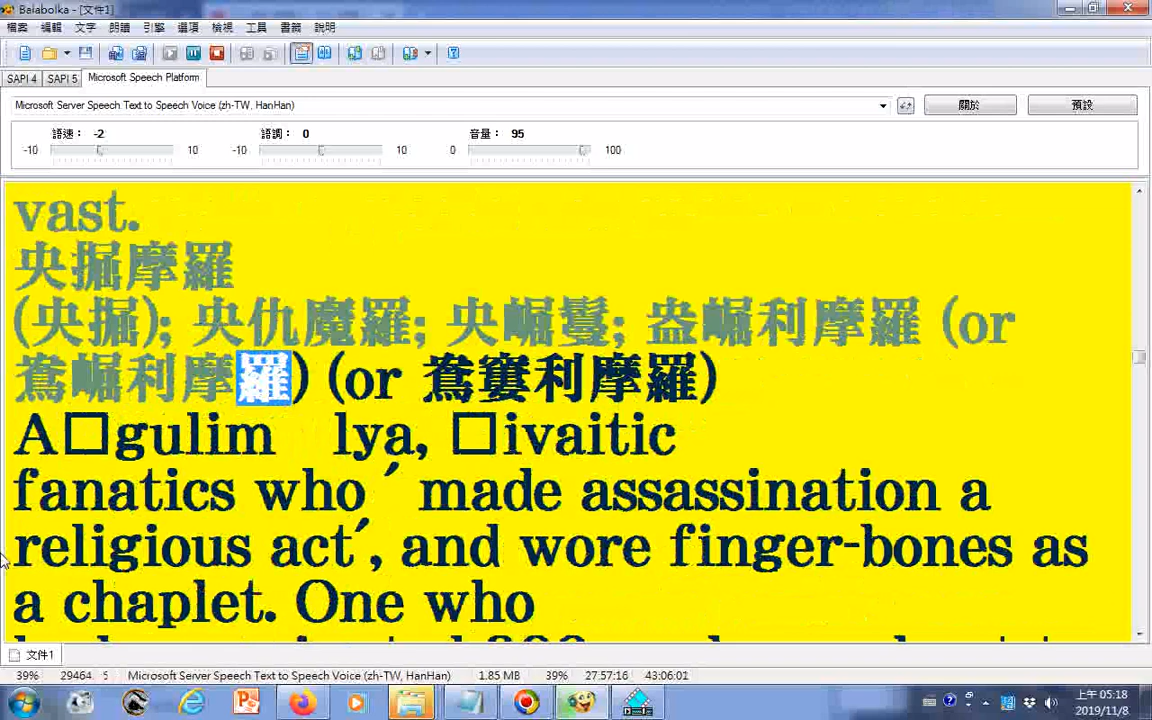 Balabolka - [文件1]
檔案 編輯 文字 朗讀 引擎 選項 檢視 工具 書籤 說明
SAPI 4 SAPI 5 Microsoft Speech Platform
Microsoft Server Speech Text to Speech Voice (zh-TW, HanHan) 關於 預設
語速： -2 語調： 0 音量： 95
-10 10 -10 10 0 100
vast.
央掘摩羅
(央掘); 央仇魔羅; 央崛鬘; 盎崛利摩羅 (or
鴦崛利摩羅) (or 鴦窶利摩羅)
A□gulim lya, □ivaitic
fanatics who ´ made assassination a
religious act´, and wore finger-bones as
a chaplet. One who
文件1
39% 29464 Microsoft Server Speech Text to Speech Voice (zh-TW, HanHan) 1.85 MB 39% 27:57:16 43:06:01
上午 05:18
2019/11/8